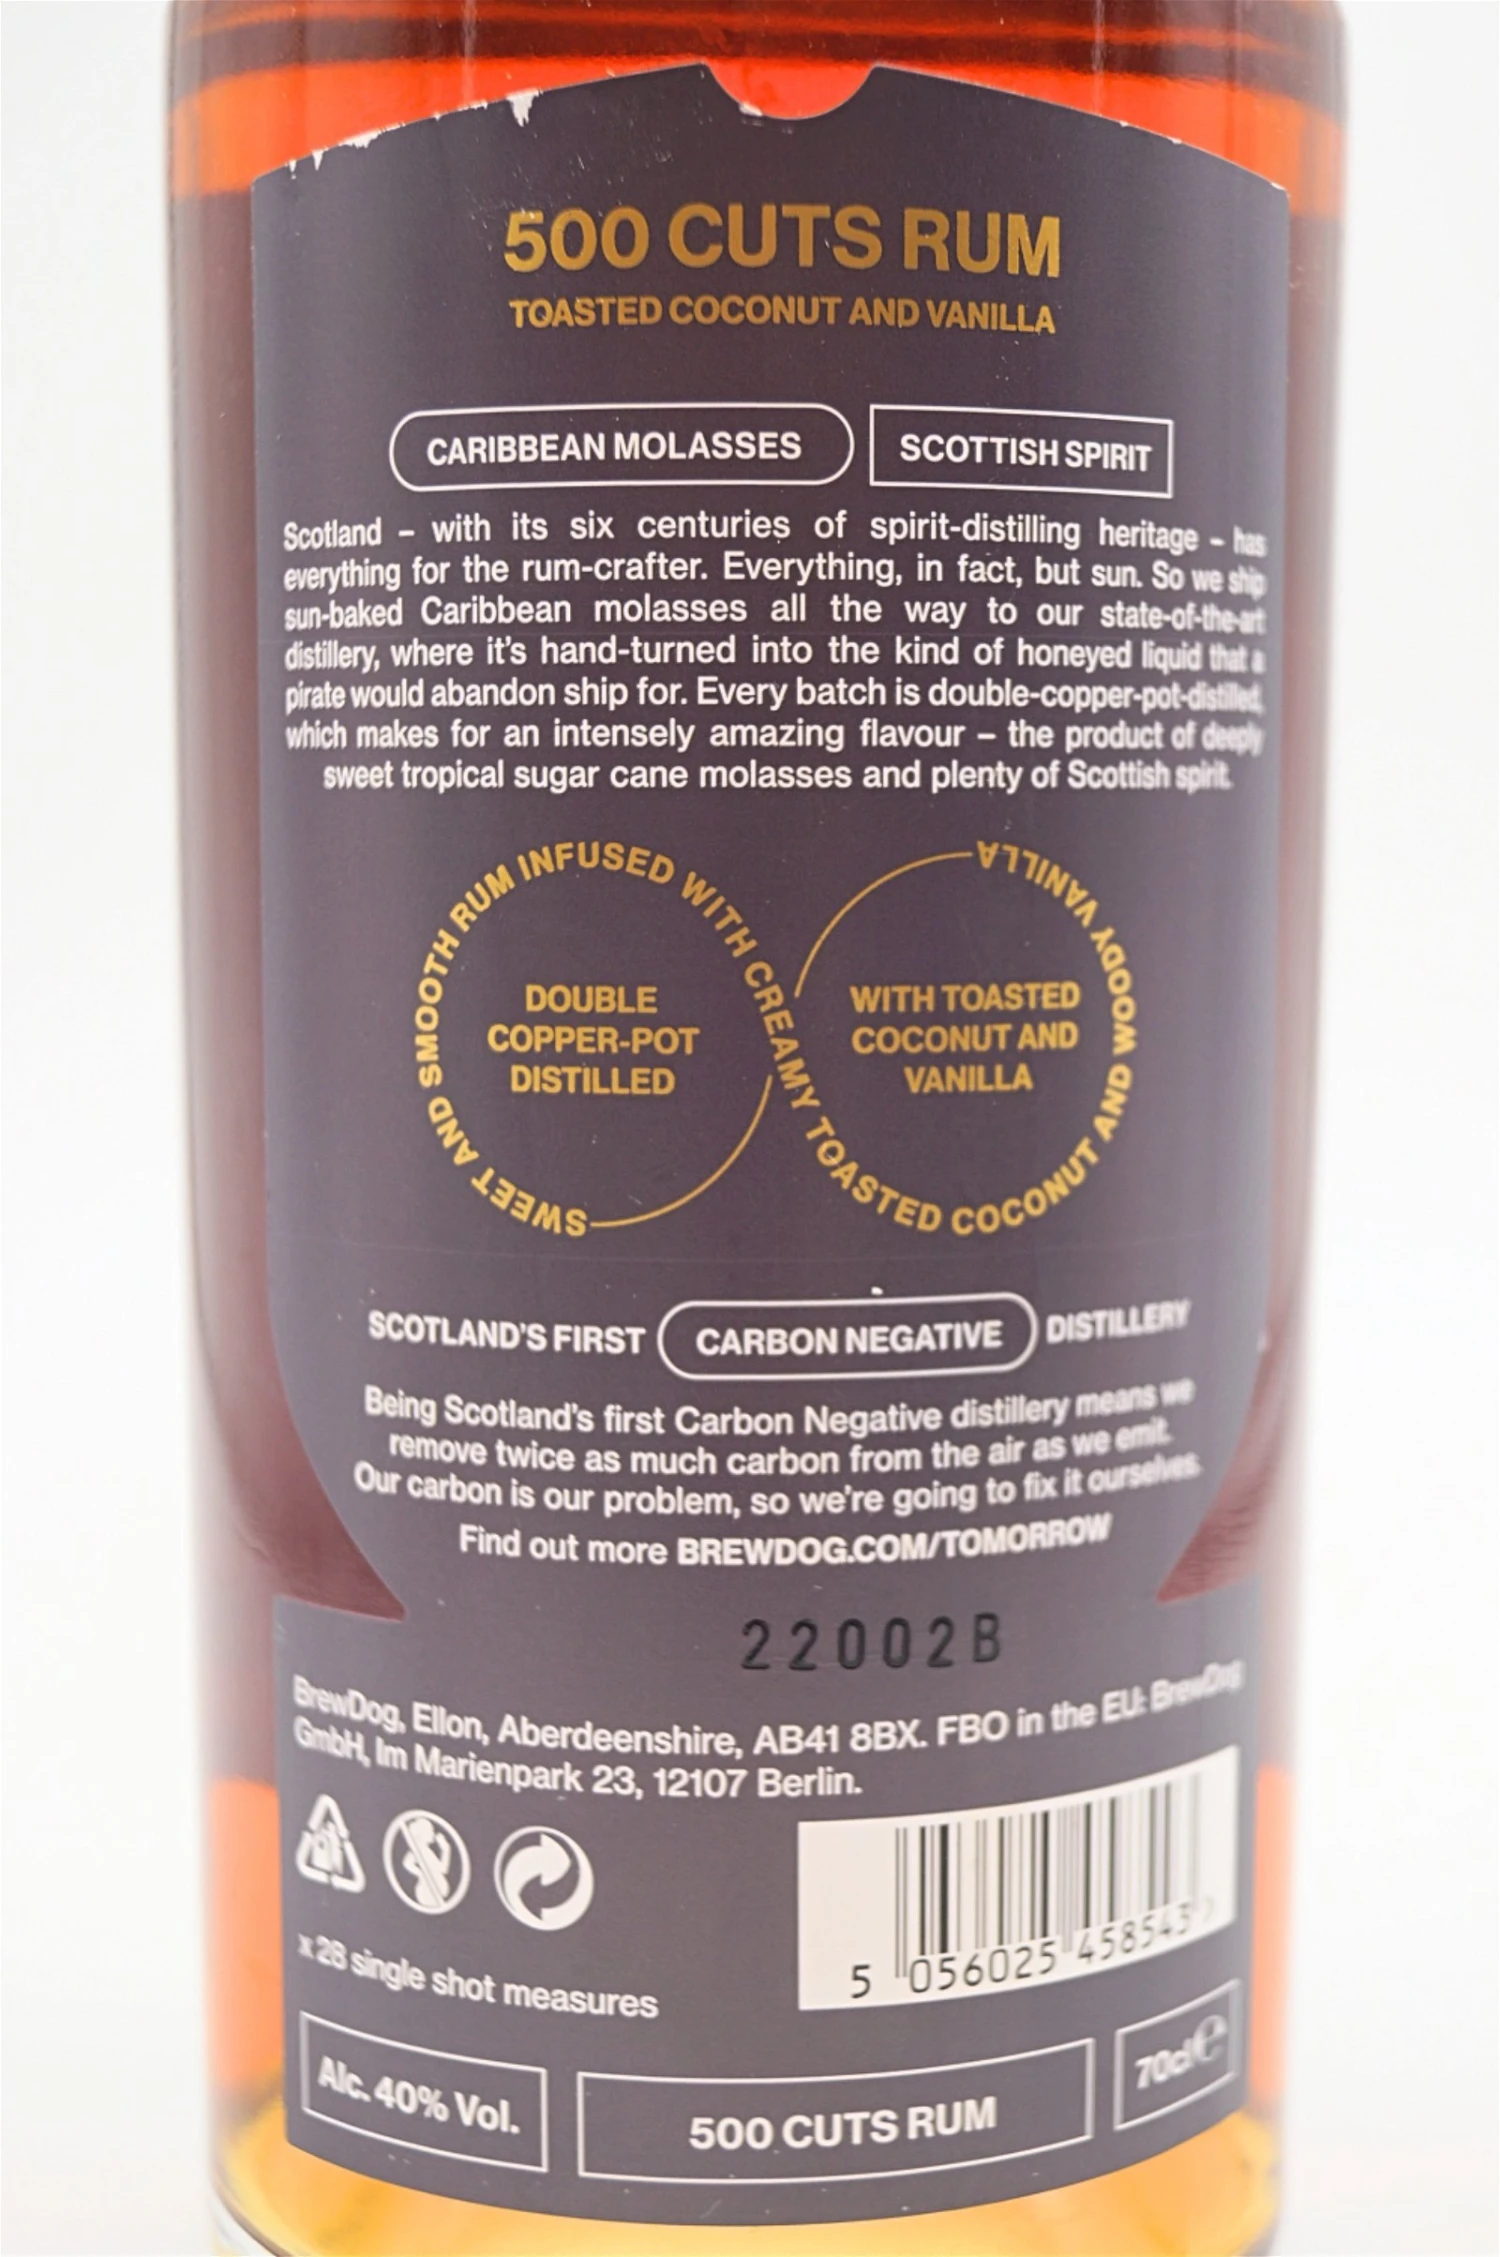 500 CUTS RUM
TOASTED COCONUT AND VANILLA
CARIBBEAN MOLASSES
SCOTTISH SPIRIT
Scotland – with its six centuries of spirit-distilling heritage – has
everything for the rum-crafter. Everything, in fact, but sun. So we ship
sun-baked Caribbean molasses all the way to our state-of-the-art
distillery, where it's hand-turned into the kind of honeyed liquid that a
pirate would abandon ship for. Every batch is double-copper-pot-distilled,
which makes for an intensely amazing flavour – the product of deeply
sweet tropical sugar cane molasses and plenty of Scottish spirit.
SWEET AND SMOOTH RUM INFUSED WITH CREAMY TOASTED COCONUT AND WOODY VANILLA
DOUBLE
COPPER-POT
DISTILLED
WITH TOASTED
COCONUT AND
VANILLA
SCOTLAND'S FIRST CARBON NEGATIVE DISTILLERY
Being Scotland's first Carbon Negative distillery means we
remove twice as much carbon from the air as we emit.
Our carbon is our problem, so we're going to fix it ourselves.
Find out more BREWDOG.COM/TOMORROW
22002B
BrewDog, Ellon, Aberdeenshire, AB41 8BX. FBO in the EU: BrewDog
GmbH, Im Marienpark 23, 12107 Berlin.
x 28 single shot measures
5 056025 458543
Alc. 40% Vol.
500 CUTS RUM
70cl ℮